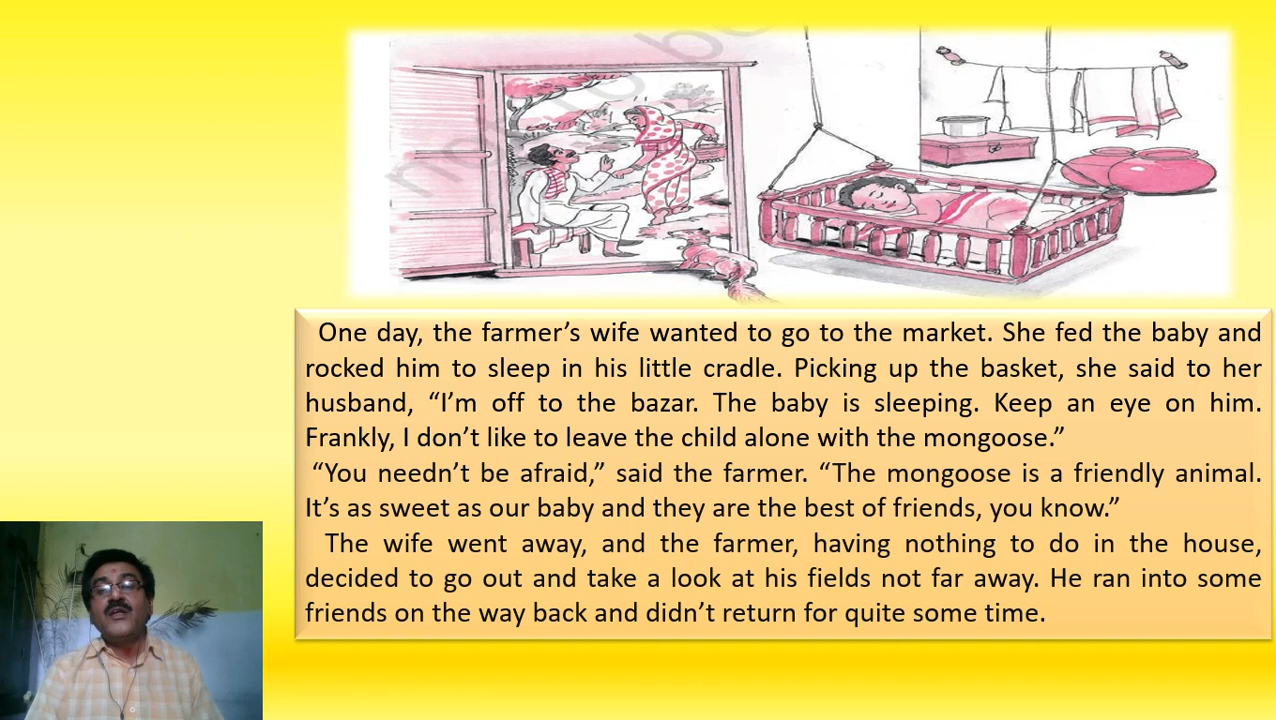 One day, the farmer’s wife wanted to go to the market. She fed the baby and
rocked him to sleep in his little cradle. Picking up the basket, she said to her
husband, “I’m off to the bazar. The baby is sleeping. Keep an eye on him.
Frankly, I don’t like to leave the child alone with the mongoose.”
“You needn’t be afraid,” said the farmer. “The mongoose is a friendly animal.
It’s as sweet as our baby and they are the best of friends, you know.”
The wife went away, and the farmer, having nothing to do in the house,
decided to go out and take a look at his fields not far away. He ran into some
friends on the way back and didn’t return for quite some time.